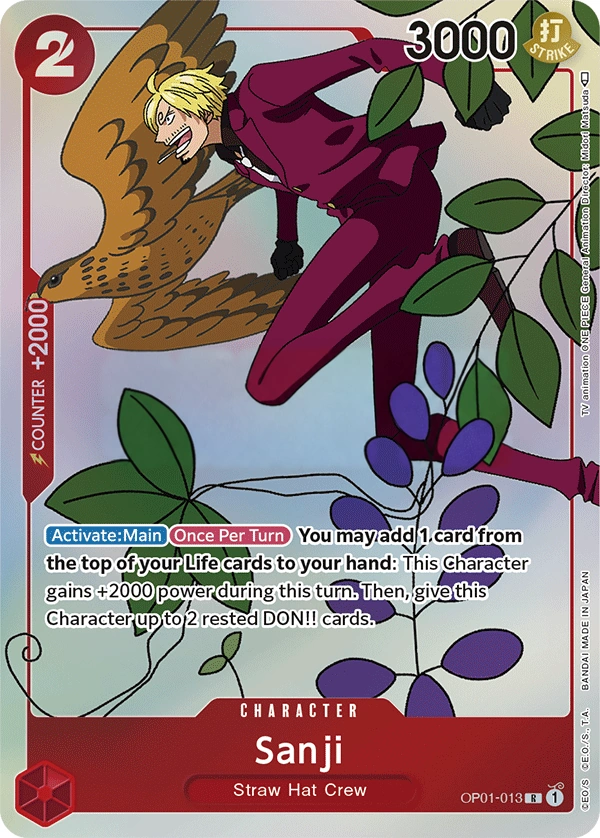 2
3000
打
STRIKE
COUNTER +2000
TV animation ONE PIECE General Animation Director: Midori Matsuda
Activate:Main Once Per Turn You may add 1 card from
the top of your Life cards to your hand: This Character
gains +2000 power during this turn. Then, give this
Character up to 2 rested DON!! cards.
CHARACTER
Sanji
Straw Hat Crew
OP01-013 R 1
©E.O/S ©E.O./S., T.A. BANDAI MADE IN JAPAN